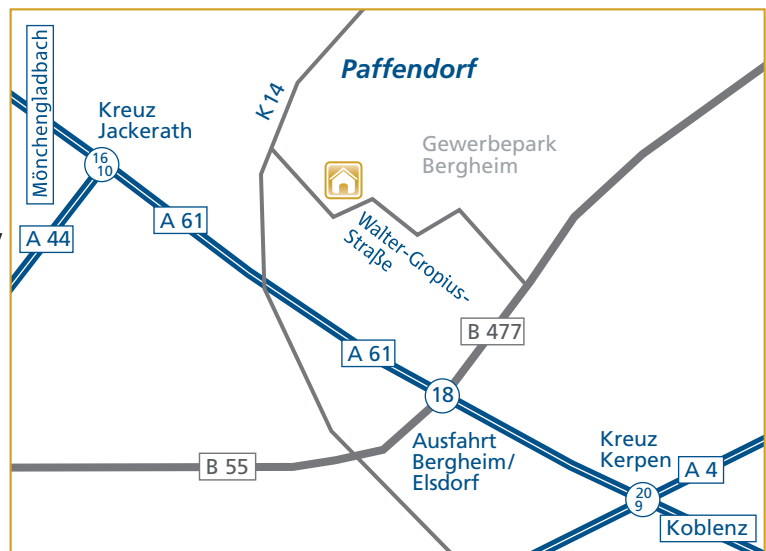 Paffendorf
K14
Mönchengladbach
Kreuz
Jackerath
16
10
Gewerbepark
Bergheim
A 61
A 44
Walter-Gropius-
Straße
B 477
A 61
18
Ausfahrt
Bergheim/
Elsdorf
Kreuz
Kerpen
B 55
A 4
20
9
Koblenz